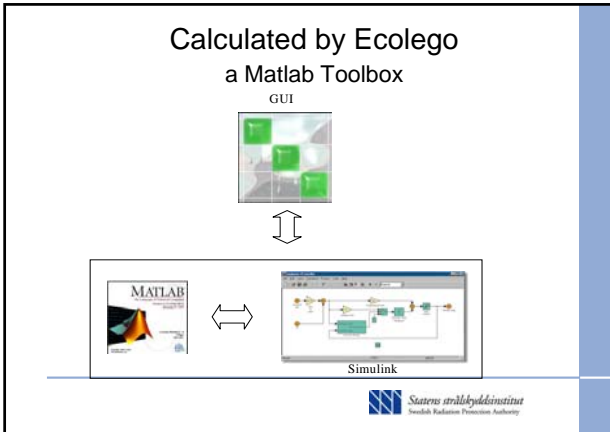 Calculated by Ecolego
a Matlab Toolbox
GUI
MATLAB
Simulink
Statens strålskyddsinstitut
Swedish Radiation Protection Authority